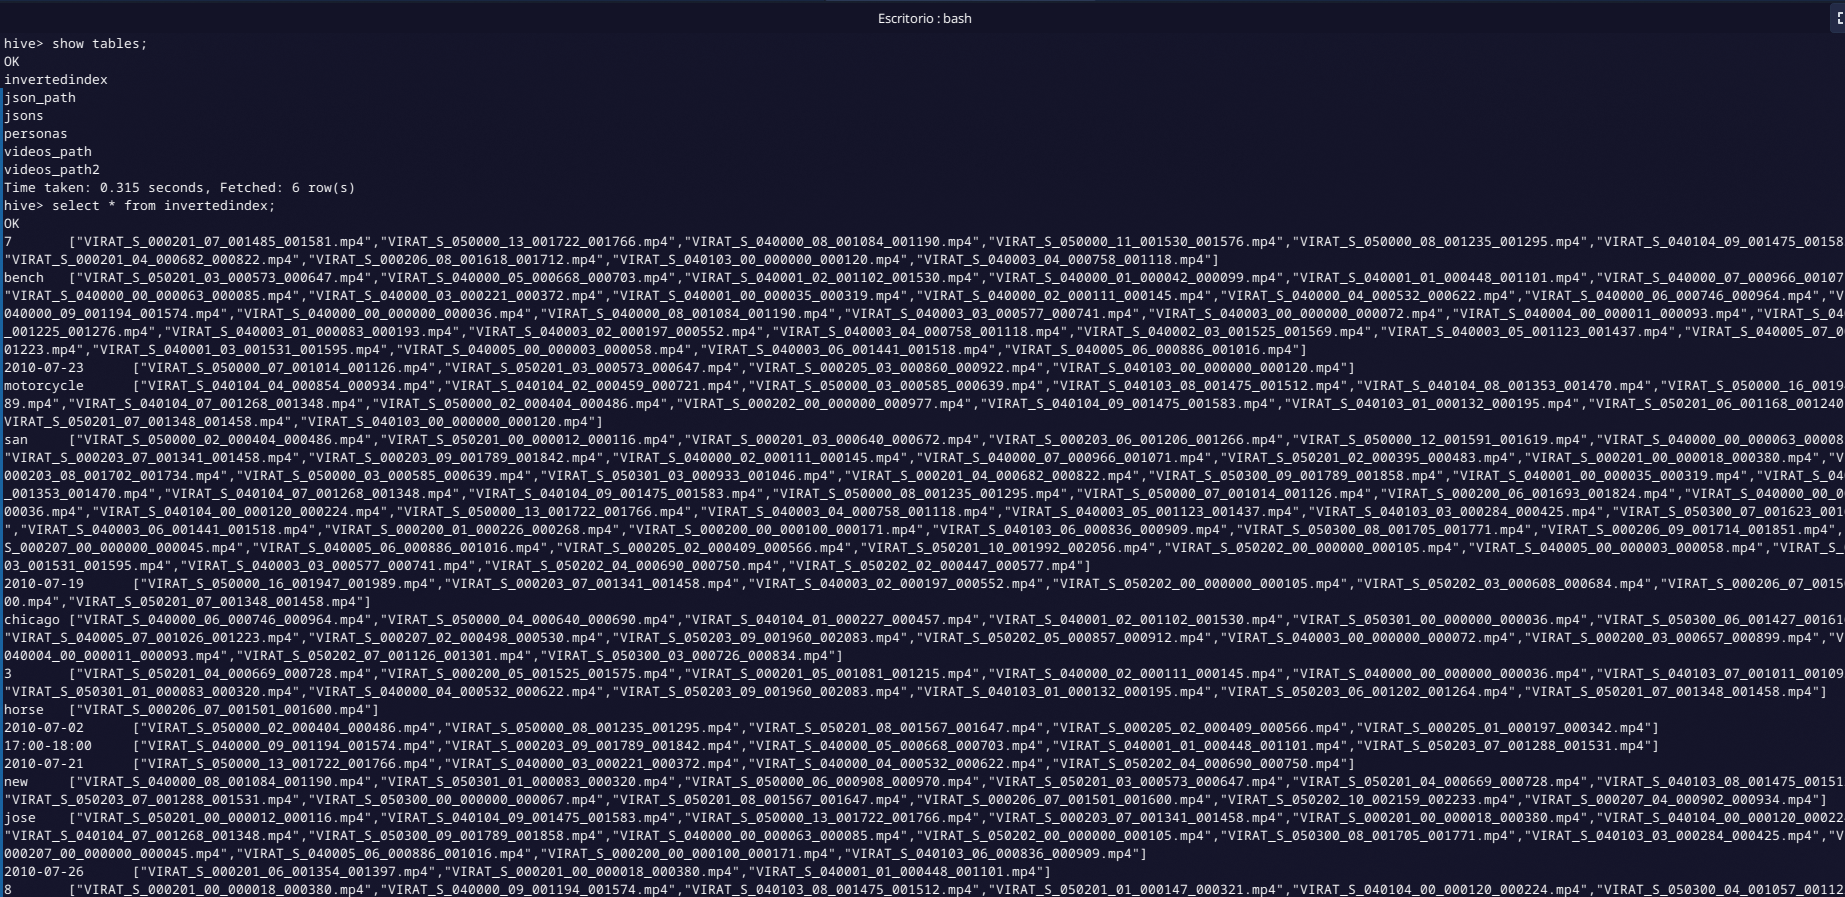 Escritorio : bash
hive> show tables;
OK
invertedindex
json_path
jsons
personas
videos_path
videos_path2
Time taken: 0.315 seconds, Fetched: 6 row(s)
hive> select * from invertedindex;
OK
7       ["VIRAT_S_000201_07_001485_001581.mp4","VIRAT_S_050000_13_001722_001766.mp4","VIRAT_S_040000_08_001084_001190.mp4","VIRAT_S_050000_11_001530_001576.mp4","VIRAT_S_050000_08_001235_001295.mp4","VIRAT_S_040104_09_001475_00158
"VIRAT_S_000201_04_000682_000822.mp4","VIRAT_S_000206_08_001618_001712.mp4","VIRAT_S_040103_00_000000_000120.mp4","VIRAT_S_040003_04_000758_001118.mp4"]
bench   ["VIRAT_S_050201_03_000573_000647.mp4","VIRAT_S_040000_05_000668_000703.mp4","VIRAT_S_040001_02_001102_001530.mp4","VIRAT_S_040000_01_000042_000099.mp4","VIRAT_S_040001_01_000448_001101.mp4","VIRAT_S_040000_07_000966_00107
"VIRAT_S_040000_00_000063_000085.mp4","VIRAT_S_040000_03_000221_000372.mp4","VIRAT_S_040001_00_000035_000319.mp4","VIRAT_S_040000_02_000111_000145.mp4","VIRAT_S_040000_04_000532_000622.mp4","VIRAT_S_040000_06_000746_000964.mp4","V
040000_09_001194_001574.mp4","VIRAT_S_040000_00_000000_000036.mp4","VIRAT_S_040000_08_001084_001190.mp4","VIRAT_S_040003_03_000577_000741.mp4","VIRAT_S_040003_00_000000_000072.mp4","VIRAT_S_040004_00_000011_000093.mp4","VIRAT_S_04
_001225_001276.mp4","VIRAT_S_040003_01_000083_000193.mp4","VIRAT_S_040003_02_000197_000552.mp4","VIRAT_S_040003_04_000758_001118.mp4","VIRAT_S_040002_03_001525_001569.mp4","VIRAT_S_040003_05_001123_001437.mp4","VIRAT_S_040005_07_0
01223.mp4","VIRAT_S_040001_03_001531_001595.mp4","VIRAT_S_040005_00_000003_000058.mp4","VIRAT_S_040003_06_001441_001518.mp4","VIRAT_S_040005_06_000886_001016.mp4"]
2010-07-23      ["VIRAT_S_050000_07_001014_001126.mp4","VIRAT_S_050201_03_000573_000647.mp4","VIRAT_S_000205_03_000860_000922.mp4","VIRAT_S_040103_00_000000_000120.mp4"]
motorcycle      ["VIRAT_S_040104_04_000854_000934.mp4","VIRAT_S_040104_02_000459_000721.mp4","VIRAT_S_050000_03_000585_000639.mp4","VIRAT_S_040103_08_001475_001512.mp4","VIRAT_S_040104_08_001353_001470.mp4","VIRAT_S_050000_16_0019
89.mp4","VIRAT_S_040104_07_001268_001348.mp4","VIRAT_S_050000_02_000404_000486.mp4","VIRAT_S_000202_00_000000_000977.mp4","VIRAT_S_040104_09_001475_001583.mp4","VIRAT_S_040103_01_000132_000195.mp4","VIRAT_S_050201_06_001168_001240
VIRAT_S_050201_07_001348_001458.mp4","VIRAT_S_040103_00_000000_000120.mp4"]
san     ["VIRAT_S_050000_02_000404_000486.mp4","VIRAT_S_050201_00_000012_000116.mp4","VIRAT_S_000201_03_000640_000672.mp4","VIRAT_S_000203_06_001206_001266.mp4","VIRAT_S_050000_12_001591_001619.mp4","VIRAT_S_040000_00_000063_00008
"VIRAT_S_000203_07_001341_001458.mp4","VIRAT_S_000203_09_001789_001842.mp4","VIRAT_S_040000_02_000111_000145.mp4","VIRAT_S_040000_07_000966_001071.mp4","VIRAT_S_050201_02_000395_000483.mp4","VIRAT_S_000201_00_000018_000380.mp4","V
000203_08_001702_001734.mp4","VIRAT_S_050000_03_000585_000639.mp4","VIRAT_S_050301_03_000933_001046.mp4","VIRAT_S_000201_04_000682_000822.mp4","VIRAT_S_050300_09_001789_001858.mp4","VIRAT_S_040001_00_000035_000319.mp4","VIRAT_S_04
_001353_001470.mp4","VIRAT_S_040104_07_001268_001348.mp4","VIRAT_S_040104_09_001475_001583.mp4","VIRAT_S_050000_08_001235_001295.mp4","VIRAT_S_050000_07_001014_001126.mp4","VIRAT_S_000200_06_001693_001824.mp4","VIRAT_S_040000_00_0
00036.mp4","VIRAT_S_040104_00_000120_000224.mp4","VIRAT_S_050000_13_001722_001766.mp4","VIRAT_S_040003_04_000758_001118.mp4","VIRAT_S_040003_05_001123_001437.mp4","VIRAT_S_040103_03_000284_000425.mp4","VIRAT_S_050300_07_001623_0016
","VIRAT_S_040003_06_001441_001518.mp4","VIRAT_S_000200_01_000226_000268.mp4","VIRAT_S_000200_00_000100_000171.mp4","VIRAT_S_040103_06_000836_000909.mp4","VIRAT_S_050300_08_001705_001771.mp4","VIRAT_S_000206_09_001714_001851.mp4","
S_000207_00_000000_000045.mp4","VIRAT_S_040005_06_000886_001016.mp4","VIRAT_S_000205_02_000409_000566.mp4","VIRAT_S_050201_10_001992_002056.mp4","VIRAT_S_050202_00_000000_000105.mp4","VIRAT_S_040005_00_000003_000058.mp4","VIRAT_S_
03_001531_001595.mp4","VIRAT_S_040003_03_000577_000741.mp4","VIRAT_S_050202_04_000690_000750.mp4","VIRAT_S_050202_02_000447_000577.mp4"]
2010-07-19      ["VIRAT_S_050000_16_001947_001989.mp4","VIRAT_S_000203_07_001341_001458.mp4","VIRAT_S_040003_02_000197_000552.mp4","VIRAT_S_050202_00_000000_000105.mp4","VIRAT_S_050202_03_000608_000684.mp4","VIRAT_S_000206_07_0015
00.mp4","VIRAT_S_050201_07_001348_001458.mp4"]
chicago ["VIRAT_S_040000_06_000746_000964.mp4","VIRAT_S_050000_04_000640_000690.mp4","VIRAT_S_040104_01_000227_000457.mp4","VIRAT_S_040001_02_001102_001530.mp4","VIRAT_S_050301_00_000000_000036.mp4","VIRAT_S_050300_06_001427_00161
"VIRAT_S_040005_07_001026_001223.mp4","VIRAT_S_000207_02_000498_000530.mp4","VIRAT_S_050203_09_001960_002083.mp4","VIRAT_S_050202_05_000857_000912.mp4","VIRAT_S_040003_00_000000_000072.mp4","VIRAT_S_000200_03_000657_000899.mp4","V
040004_00_000011_000093.mp4","VIRAT_S_050202_07_001126_001301.mp4","VIRAT_S_050300_03_000726_000834.mp4"]
3       ["VIRAT_S_050201_04_000669_000728.mp4","VIRAT_S_000200_05_001525_001575.mp4","VIRAT_S_000201_05_001081_001215.mp4","VIRAT_S_040000_02_000111_000145.mp4","VIRAT_S_040000_00_000000_000036.mp4","VIRAT_S_040103_07_001011_00109
"VIRAT_S_050301_01_000083_000320.mp4","VIRAT_S_040000_04_000532_000622.mp4","VIRAT_S_050203_09_001960_002083.mp4","VIRAT_S_040103_01_000132_000195.mp4","VIRAT_S_050203_06_001202_001264.mp4","VIRAT_S_050201_07_001348_001458.mp4"]
horse   ["VIRAT_S_000206_07_001501_001600.mp4"]
2010-07-02      ["VIRAT_S_050000_02_000404_000486.mp4","VIRAT_S_050000_08_001235_001295.mp4","VIRAT_S_050201_08_001567_001647.mp4","VIRAT_S_000205_02_000409_000566.mp4","VIRAT_S_000205_01_000197_000342.mp4"]
17:00-18:00     ["VIRAT_S_040000_09_001194_001574.mp4","VIRAT_S_000203_09_001789_001842.mp4","VIRAT_S_040000_05_000668_000703.mp4","VIRAT_S_040001_01_000448_001101.mp4","VIRAT_S_050203_07_001288_001531.mp4"]
2010-07-21      ["VIRAT_S_050000_13_001722_001766.mp4","VIRAT_S_040000_03_000221_000372.mp4","VIRAT_S_040000_04_000532_000622.mp4","VIRAT_S_050202_04_000690_000750.mp4"]
new     ["VIRAT_S_040000_08_001084_001190.mp4","VIRAT_S_050301_01_000083_000320.mp4","VIRAT_S_050000_06_000908_000970.mp4","VIRAT_S_050201_03_000573_000647.mp4","VIRAT_S_050201_04_000669_000728.mp4","VIRAT_S_040103_08_001475_00151
"VIRAT_S_050203_07_001288_001531.mp4","VIRAT_S_050300_00_000000_000067.mp4","VIRAT_S_050201_08_001567_001647.mp4","VIRAT_S_000206_07_001501_001600.mp4","VIRAT_S_050202_10_002159_002233.mp4","VIRAT_S_000207_04_000902_000934.mp4"]
jose    ["VIRAT_S_050201_00_000012_000116.mp4","VIRAT_S_040104_09_001475_001583.mp4","VIRAT_S_050000_13_001722_001766.mp4","VIRAT_S_000203_07_001341_001458.mp4","VIRAT_S_000201_00_000018_000380.mp4","VIRAT_S_040104_00_000120_00022
"VIRAT_S_040104_07_001268_001348.mp4","VIRAT_S_050300_09_001789_001858.mp4","VIRAT_S_040000_00_000063_000085.mp4","VIRAT_S_050202_00_000000_000105.mp4","VIRAT_S_050300_08_001705_001771.mp4","VIRAT_S_040103_03_000284_000425.mp4","V
000207_00_000000_000045.mp4","VIRAT_S_040005_06_000886_001016.mp4","VIRAT_S_000200_00_000100_000171.mp4","VIRAT_S_040103_06_000836_000909.mp4"]
2010-07-26      ["VIRAT_S_000201_06_001354_001397.mp4","VIRAT_S_000201_00_000018_000380.mp4","VIRAT_S_040001_01_000448_001101.mp4"]
8       ["VIRAT_S_000201_00_000018_000380.mp4","VIRAT_S_040000_09_001194_001574.mp4","VIRAT_S_040103_08_001475_001512.mp4","VIRAT_S_050201_01_000147_000321.mp4","VIRAT_S_040104_00_000120_000224.mp4","VIRAT_S_050300_04_001057_00112